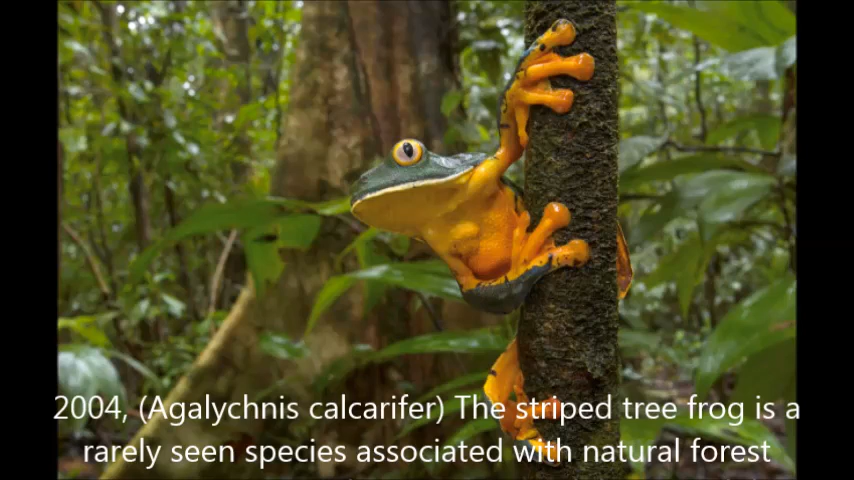 2004, (Agalychnis calcarifer) The striped tree frog is a
rarely seen species associated with natural forest